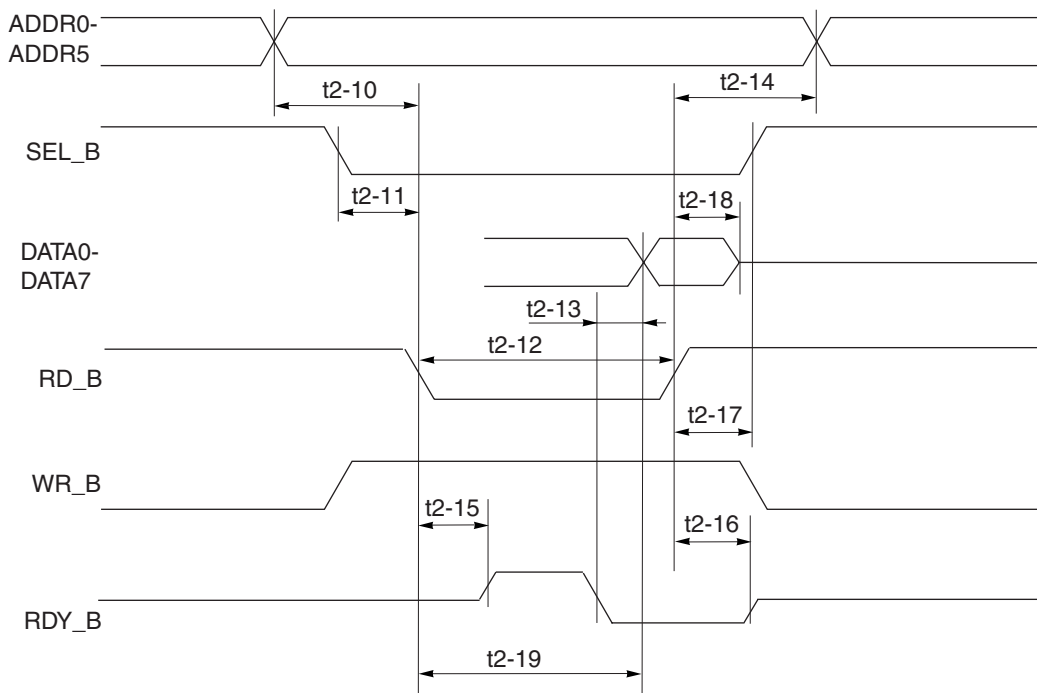 ADDR0-
ADDR5
t2-10
t2-14
SEL_B
t2-11
t2-18
DATA0-
DATA7
t2-13
t2-12
RD_B
t2-17
WR_B
t2-15
t2-16
RDY_B
t2-19